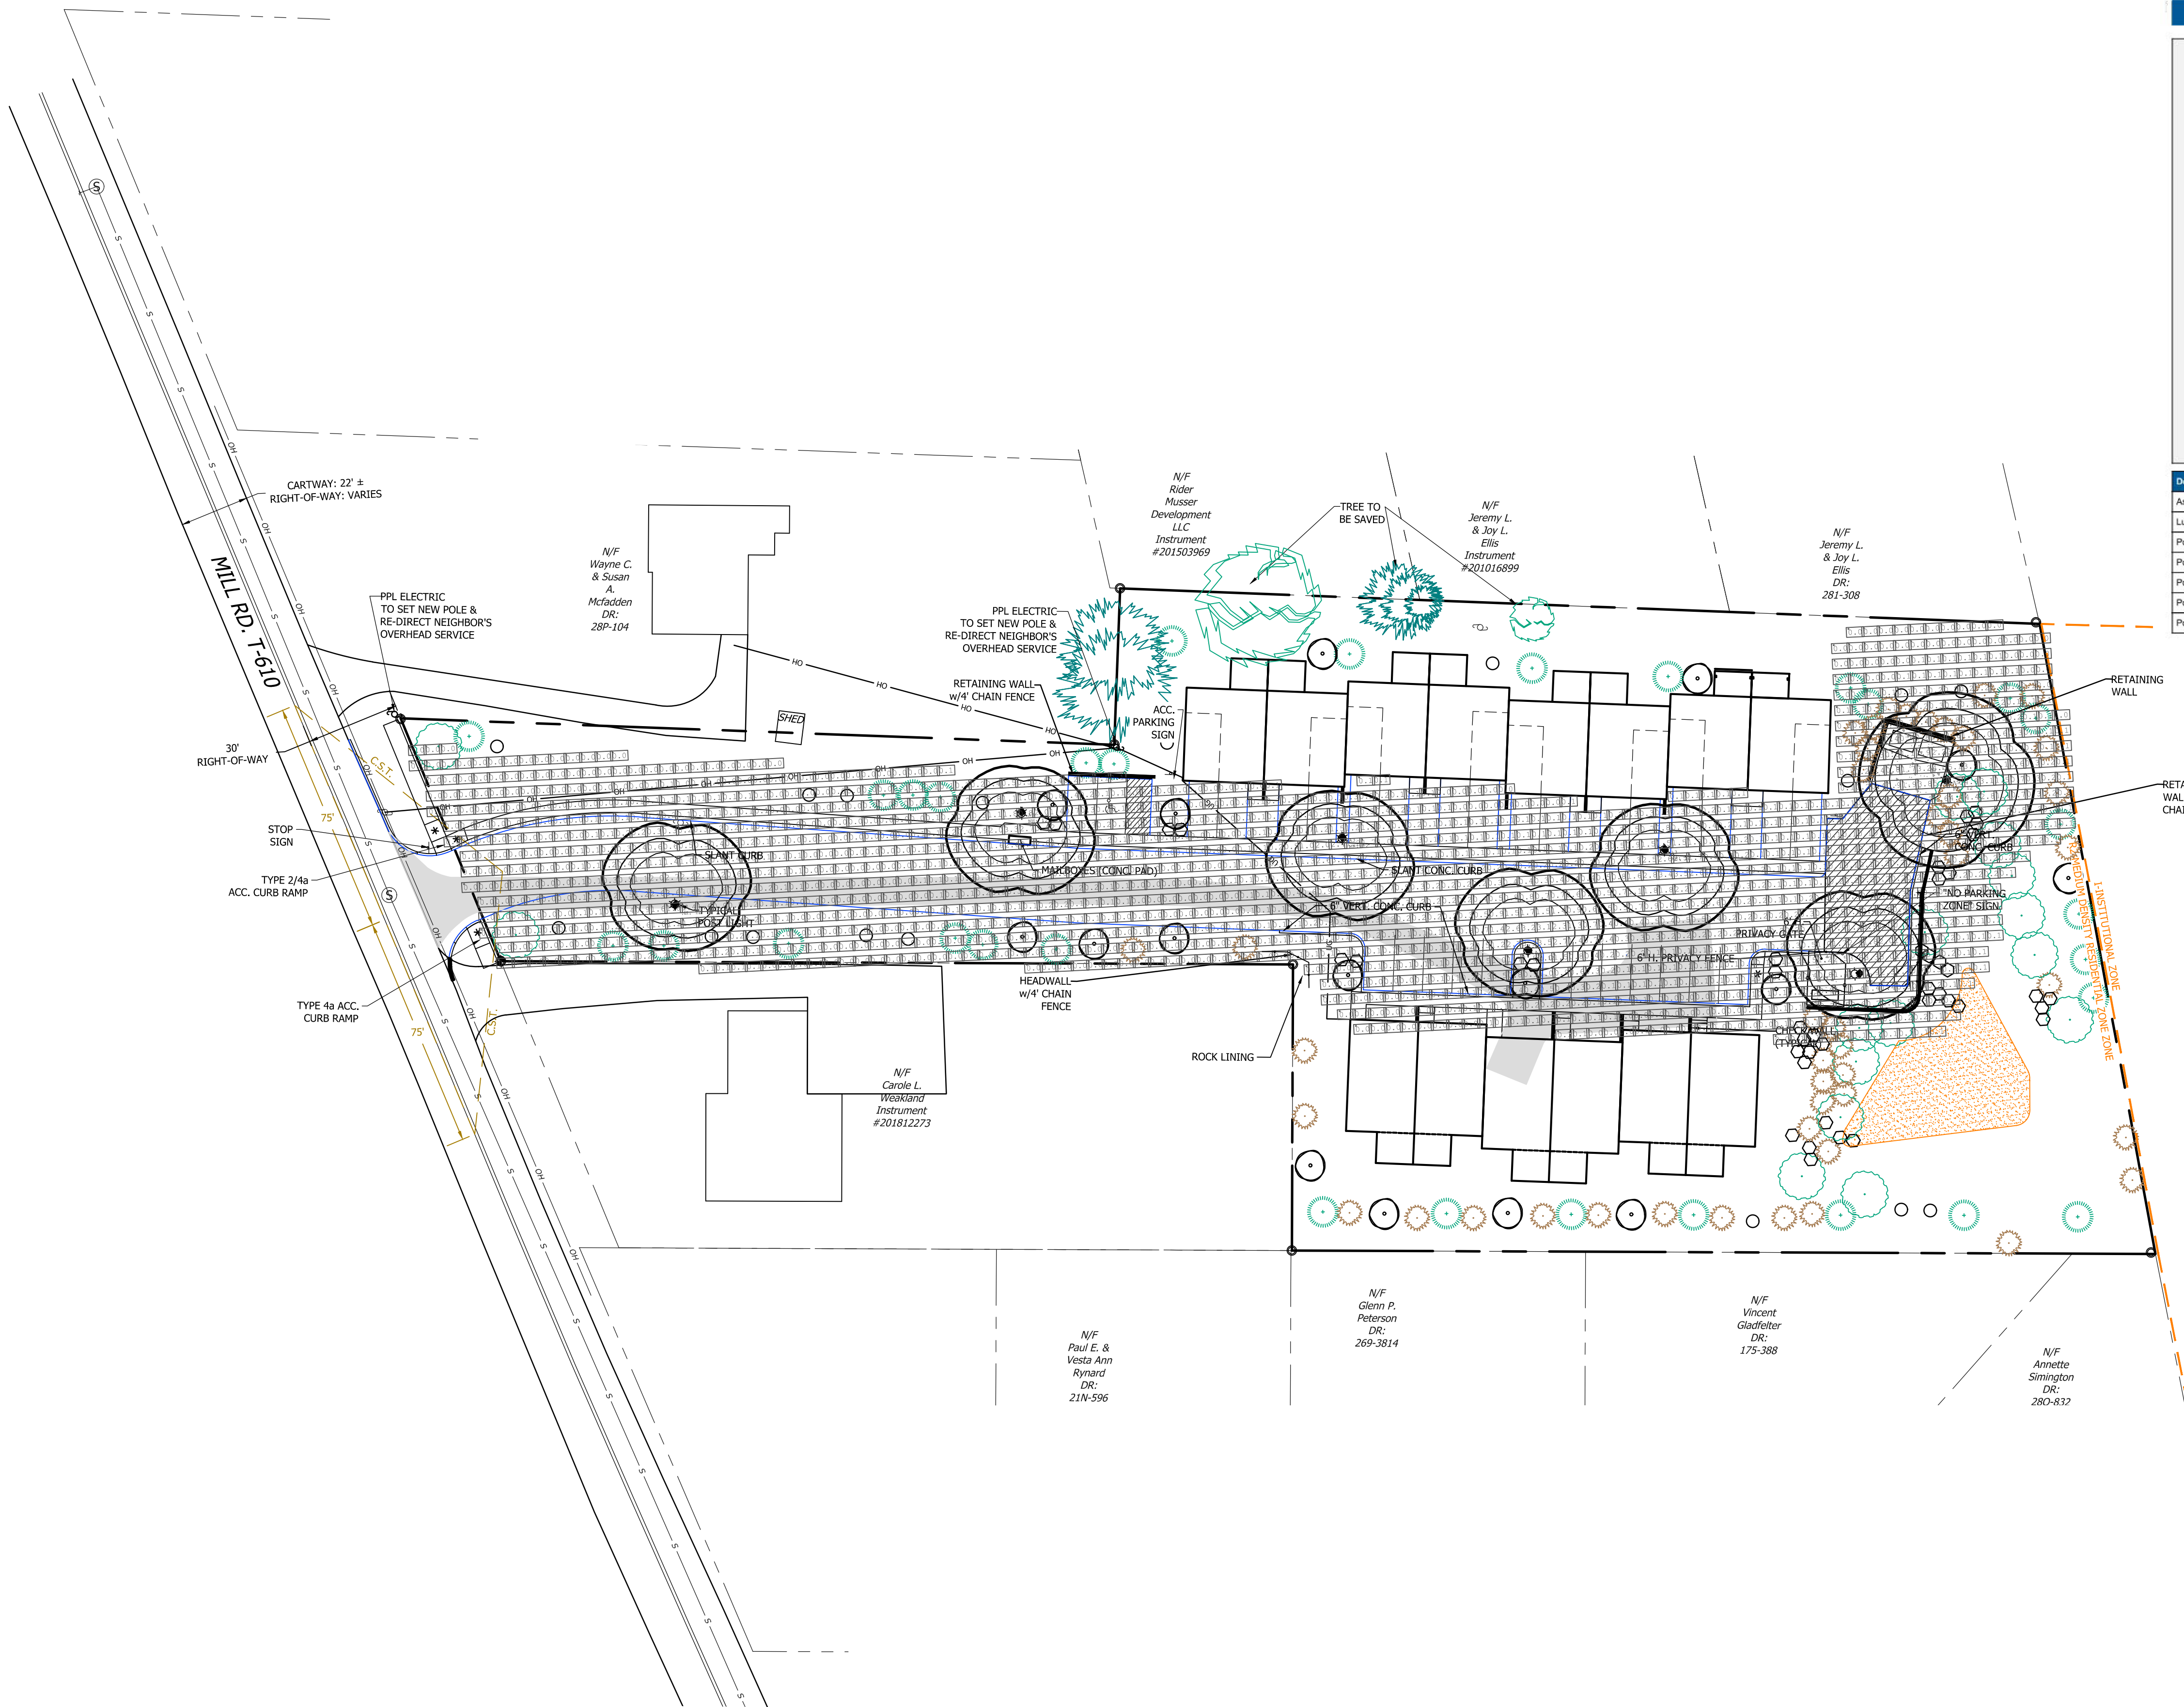 CARTWAY: 22' ±
RIGHT-OF-WAY: VARIES
MILL RD. T-610
N/F
Wayne C.
& Susan
A.
Mcfadden
DR:
28P-104
N/F
Rider
Musser
Development
LLC
Instrument
#201503969
TREE TO
BE SAVED
N/F
Jeremy L.
& Joy L.
Ellis
Instrument
#201016899
N/F
Jeremy L.
& Joy L.
Ellis
DR:
281-308
PPL ELECTRIC
TO SET NEW POLE &
RE-DIRECT NEIGHBOR'S
OVERHEAD SERVICE
PPL ELECTRIC
TO SET NEW POLE &
RE-DIRECT NEIGHBOR'S
OVERHEAD SERVICE
RETAINING WALL
w/4' CHAIN FENCE
ACC.
PARKING
SIGN
SHED
RETAINING
WALL
30'
RIGHT-OF-WAY
C.S.T.
75'
STOP
SIGN
TYPE 2/4a
ACC. CURB RAMP
SLANT CURB
MAILBOXES (CONC. PAD)
SLANT CONC. CURB
6" VERT.
CONC. CURB
TYPICAL
POST LIGHT
6" VERT. CONC. CURB
"NO PARKING
ZONE" SIGN
PRIVACY GATE
6' H. PRIVACY FENCE
I-INSTITUTIONAL ZONE
HEADWALL
w/4' CHAIN
FENCE
TYPE 4a ACC.
CURB RAMP
75'
C.S.T.
ROCK LINING
N/F
Carole L.
Weakland
Instrument
#201812273
N/F
Paul E. &
Vesta Ann
Rynard
DR:
21N-596
N/F
Glenn P.
Peterson
DR:
269-3814
N/F
Vincent
Gladfelter
DR:
175-388
N/F
Annette
Simington
DR:
28O-832